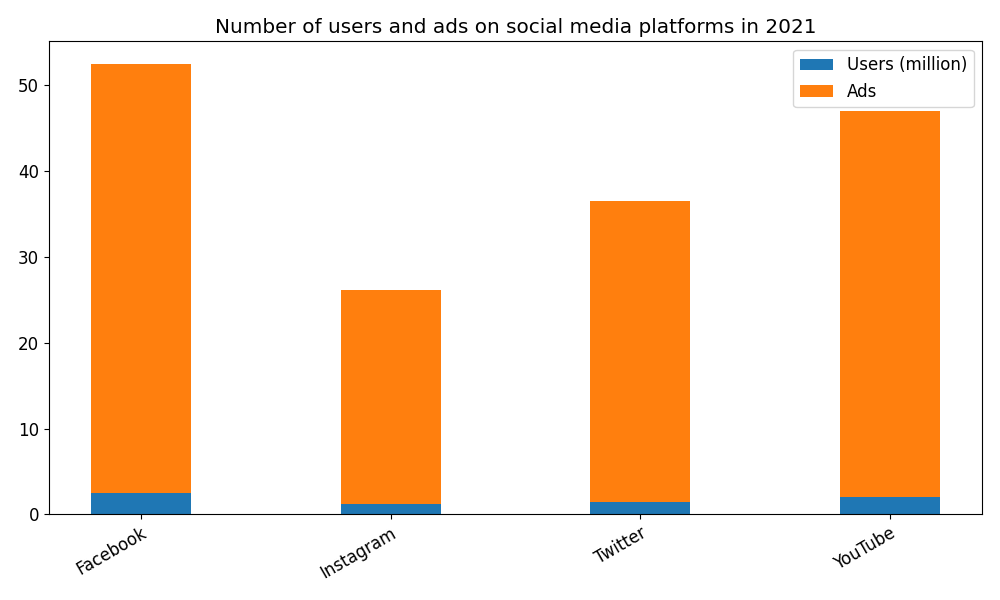 Number of users and ads on social media platforms in 2021
Users (million)
Ads
50
40
30
20
10
0
Facebook
Instagram
Twitter
YouTube